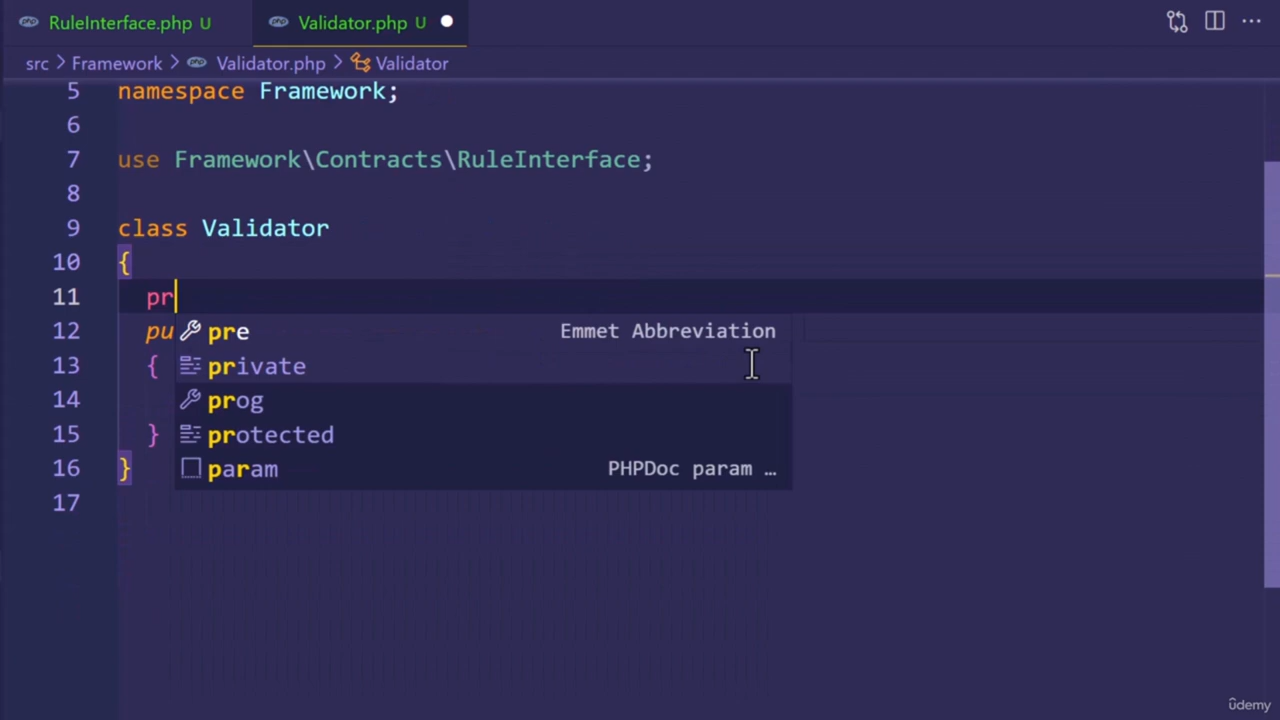 RuleInterface.php U Validator.php U
src > Framework > Validator.php > Validator
5 namespace Framework;
6
7 use Framework\Contracts\RuleInterface;
8
9 class Validator
10 {
11 pr
12 pu pre Emmet Abbreviation
13 { private
14 prog
15 } protected
16 } param PHPDoc param …
17
ûdemy